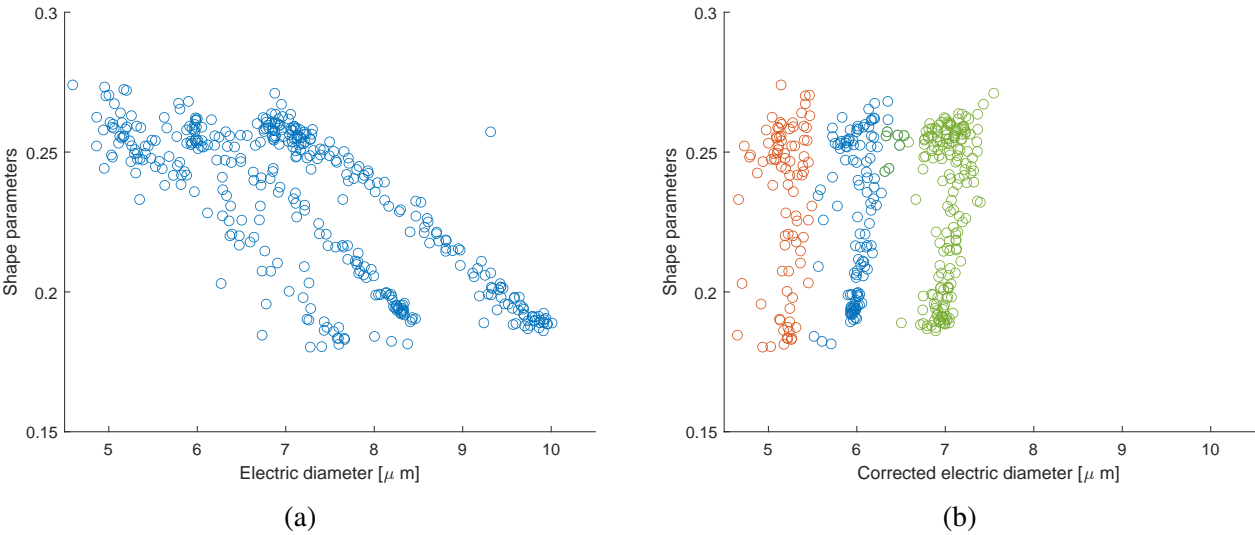 0.3
0.25
0.2
0.15
Shape parameters
5 6 7 8 9 10
Electric diameter [μ m]
(a)
0.3
0.25
0.2
0.15
Shape parameters
5 6 7 8 9 10
Corrected electric diameter [μ m]
(b)